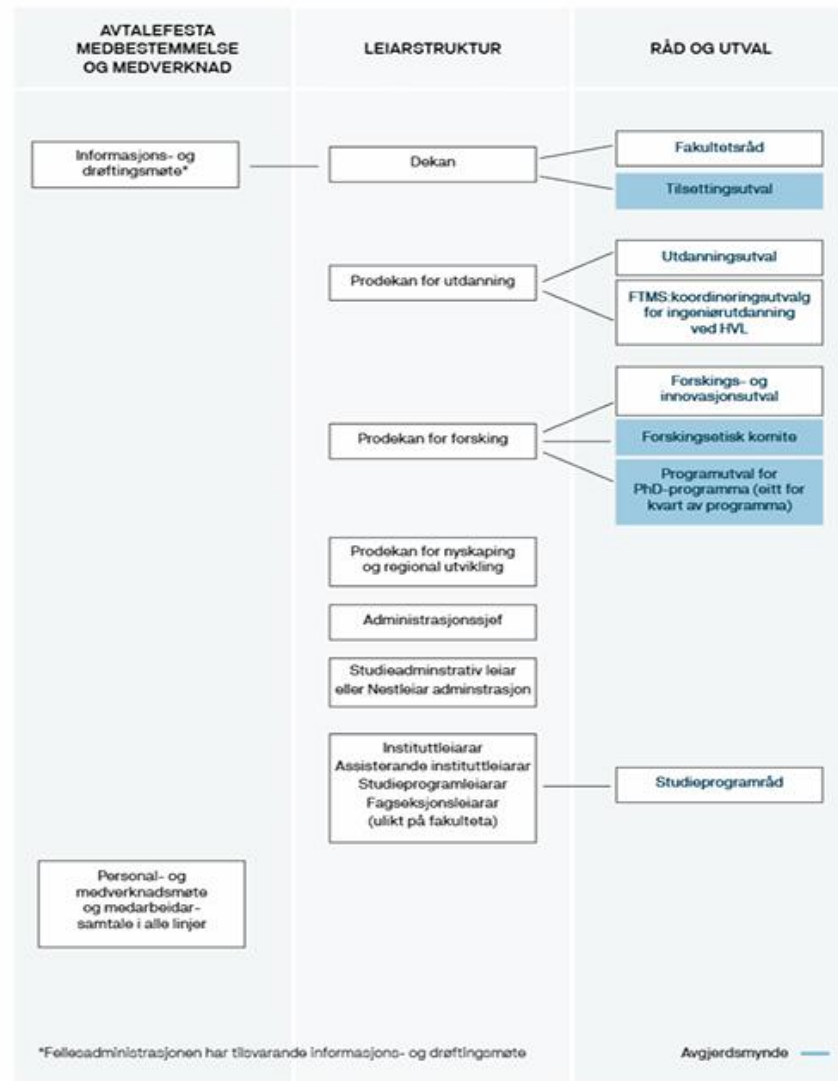 AVTALEFESTA
MEDBESTEMMELSE
OG MEDVERKNAD
LEIARSTRUKTUR
RÅD OG UTVAL
Informasjons- og
drøftingsmøte*
Dekan
Fakultetsråd
Tilsettingsutval
Prodekan for utdanning
Utdanningsutval
FTMS:koordineringsutvalg
for ingeniørutdanning
ved HVL
Prodekan for forsking
Forskings- og
innovasjonsutval
Forskingsetisk komite
Programutval for
PhD-programma (eitt for
kvart av programma)
Prodekan for nyskaping
og regional utvikling
Administrasjonssjef
Studieadminstrativ leiar
eller Nestleiar adminstrasjon
Instituttleiarar
Assisterande instituttleiarar
Studieprogramleiarar
Fagseksjonsleiarar
(ulikt på fakulteta)
Studieprogramråd
Personal- og
medverknadsmøte
og medarbeidar-
samtale i alle linjer
*Fellesadministrasjonen har tilsvarande informasjons- og drøftingsmøte
Avgjerdsmynde